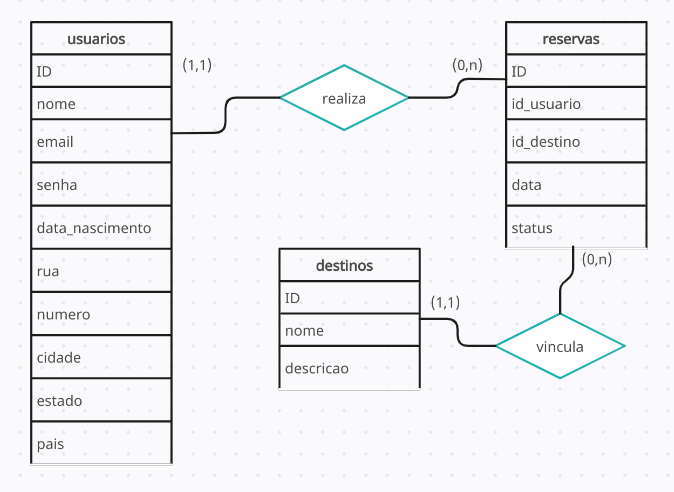 usuarios
ID
nome
email
senha
data_nascimento
rua
numero
cidade
estado
pais
(1,1)
realiza
(0,n)
reservas
ID
id_usuario
id_destino
data
status
(0,n)
destinos
ID
nome
descricao
(1,1)
vincula